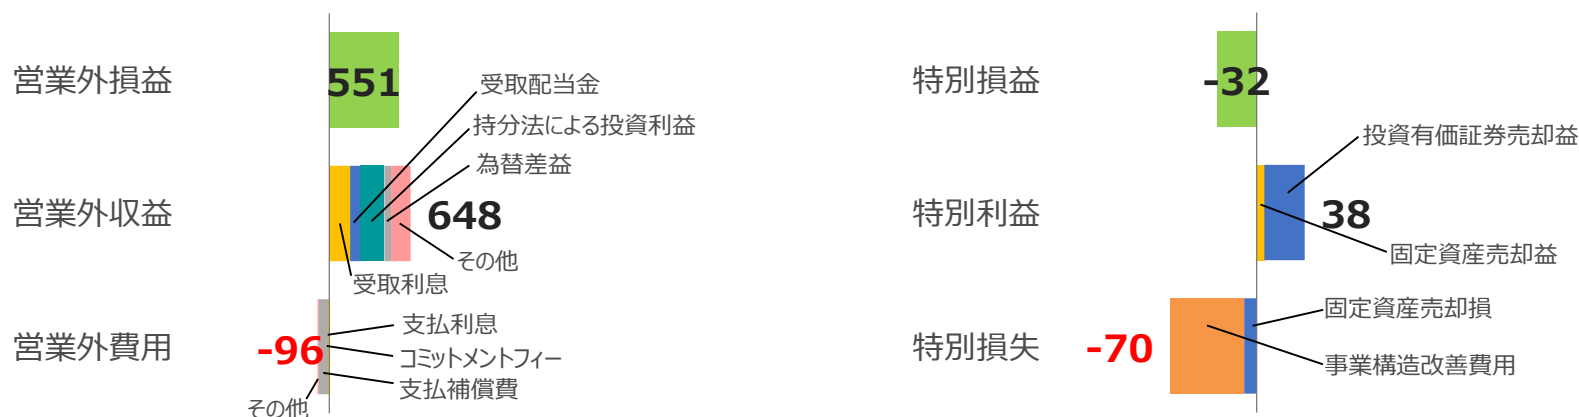 営業外損益
551
受取配当金
持分法による投資利益
為替差益
営業外収益
648
その他
受取利息
営業外費用
-96
支払利息
コミットメントフィー
支払補償費
その他
特別損益
-32
投資有価証券売却益
特別利益
38
固定資産売却益
特別損失
-70
固定資産売却損
事業構造改善費用